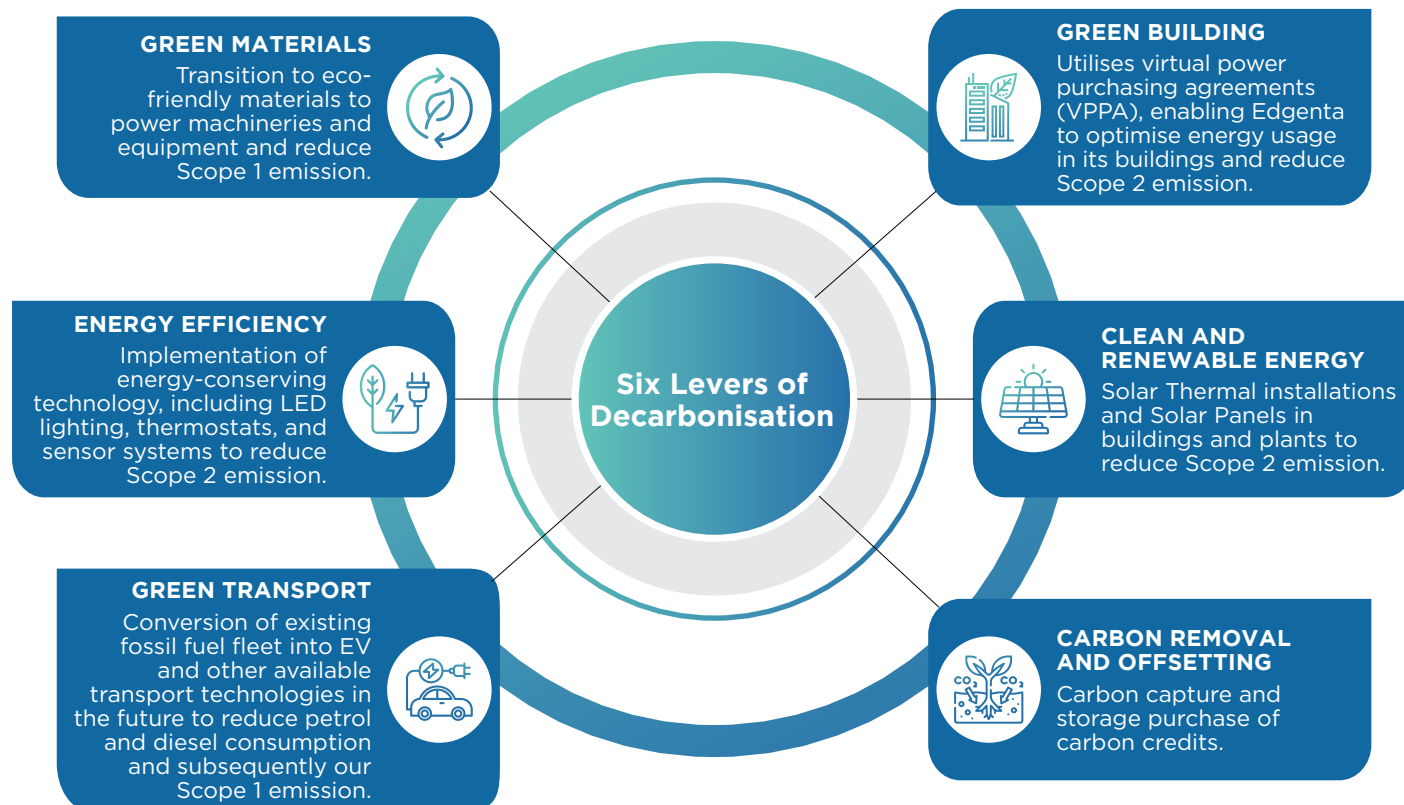 GREEN MATERIALS
Transition to eco-
friendly materials to
power machineries and
equipment and reduce
Scope 1 emission.
GREEN BUILDING
Utilises virtual power
purchasing agreements
(VPPA), enabling Edgenta
to optimise energy usage
in its buildings and reduce
Scope 2 emission.
ENERGY EFFICIENCY
Implementation of
energy-conserving
technology, including LED
lighting, thermostats, and
sensor systems to reduce
Scope 2 emission.
Six Levers of
Decarbonisation
CLEAN AND
RENEWABLE ENERGY
Solar Thermal installations
and Solar Panels in
buildings and plants to
reduce Scope 2 emission.
GREEN TRANSPORT
Conversion of existing
fossil fuel fleet into EV
and other available
transport technologies in
the future to reduce petrol
and diesel consumption
and subsequently our
Scope 1 emission.
CO₂ CO₂
CARBON REMOVAL
AND OFFSETTING
Carbon capture and
storage purchase of
carbon credits.